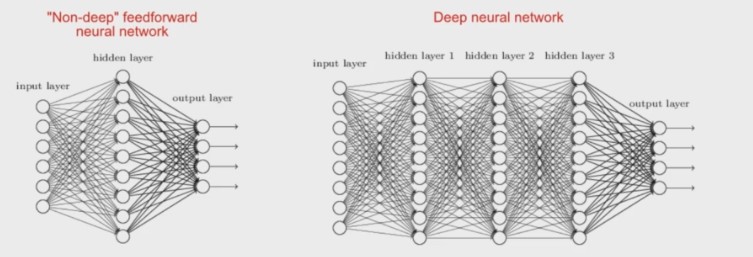 "Non-deep" feedforward
neural network
hidden layer
input layer
output layer
Deep neural network
input layer
hidden layer 1
hidden layer 2
hidden layer 3
output layer